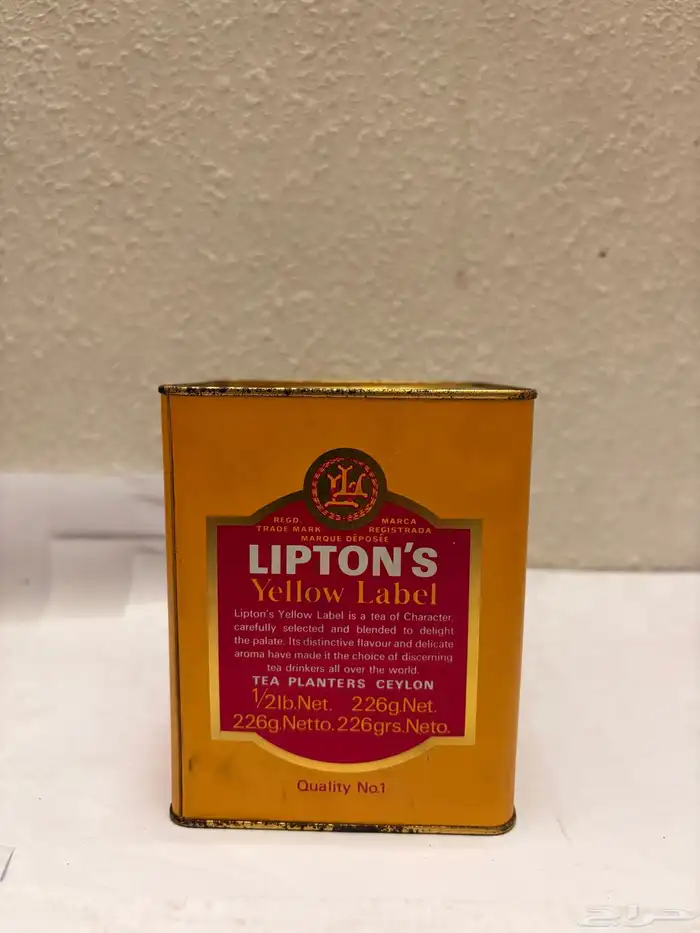 REGD.
TRADE MARK
MARCA
REGISTRADA
MARQUE DÉPOSÉE
LIPTON'S
Yellow Label
Lipton's Yellow Label is a tea of Character,
carefully selected and blended to delight
the palate. Its distinctive flavour and delicate
aroma have made it the choice of discerning
tea drinkers all over the world.
TEA PLANTERS CEYLON
1/2lb.Net. 226g.Net.
226g.Netto. 226grs.Neto.
Quality No.1
حراج